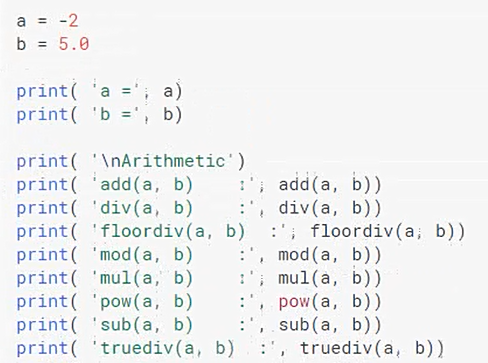 a = -2
b = 5.0
print( 'a =', a)
print( 'b =', b)
print( '\nArithmetic')
print( 'add(a, b)    :', add(a, b))
print( 'div(a, b)    :', div(a, b))
print( 'floordiv(a, b)  :', floordiv(a, b))
print( 'mod(a, b)    :', mod(a, b))
print( 'mul(a, b)    :', mul(a, b))
print( 'pow(a, b)    :', pow(a, b))
print( 'sub(a, b)    :', sub(a, b))
print( 'truediv(a, b)  :', truediv(a, b))